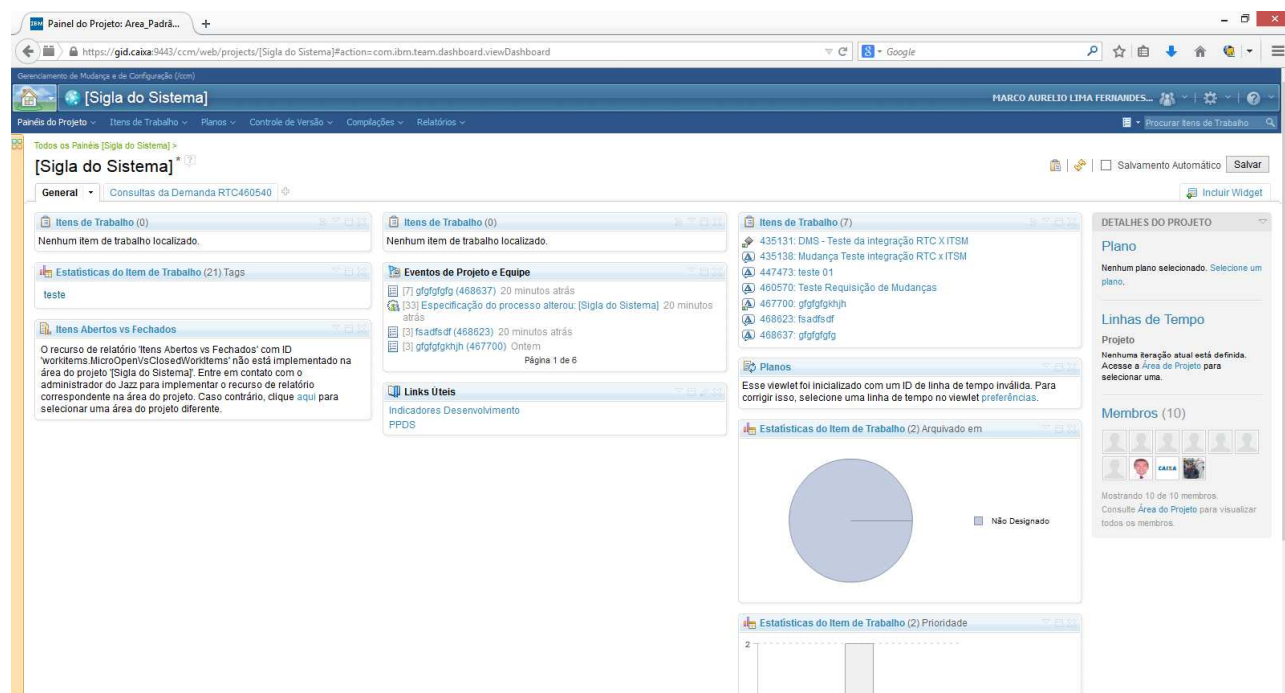 IBM Painel do Projeto: Area_Padrã... +
https://gid.caixa:9443/ccm/web/projects/[Sigla do Sistema]#action=com.ibm.team.dashboard.viewDashboard
8 - Google
Gerenciamento de Mudança e de Configuração (/ccm)
[Sigla do Sistema]
MARCO AURELIO LIMA FERNANDES...
Painéis do Projeto Itens de Trabalho Planos Controle de Versão Compilações Relatórios
Procurar Itens de Trabalho
Todos os Painéis [Sigla do Sistema] >
[Sigla do Sistema]* ?
Salvamento Automático Salvar
General Consultas da Demanda RTC460540
Incluir Widget
Itens de Trabalho (0)
Nenhum item de trabalho localizado.
Estatísticas do Item de Trabalho (21) Tags
teste
Itens Abertos vs Fechados
O recurso de relatório 'Itens Abertos vs Fechados' com ID
'workitems.MicroOpenVsClosedWorkItems' não está implementado na
área do projeto '[Sigla do Sistema]'. Entre em contato com o
administrador do Jazz para implementar o recurso de relatório
correspondente na área do projeto. Caso contrário, clique aqui para
selecionar uma área do projeto diferente.
Itens de Trabalho (0)
Nenhum item de trabalho localizado.
Eventos de Projeto e Equipe
[7] gfgfgfgfg (468637) 20 minutos atrás
[33] Especificação do processo alterou: [Sigla do Sistema] 20 minutos
atrás
[3] fsadfsdf (468623) 20 minutos atrás
[3] gfgfgfgkhjh (467700) Ontem
Página 1 de 6
Links Úteis
Indicadores Desenvolvimento
PPDS
Itens de Trabalho (7)
435131: DMS - Teste da integração RTC X ITSM
435138: Mudança Teste integração RTC x ITSM
447473: teste 01
460570: Teste Requisição de Mudanças
467700: gfgfgfgkhjh
468623: fsadfsdf
468637: gfgfgfgfg
Planos
Esse viewlet foi inicializado com um ID de linha de tempo inválida. Para
corrigir isso, selecione uma linha de tempo no viewlet preferências.
Estatísticas do Item de Trabalho (2) Arquivado em
Não Designado
Estatísticas do Item de Trabalho (2) Prioridade
2
DETALHES DO PROJETO
Plano
Nenhum plano selecionado. Selecione um
plano.
Linhas de Tempo
Projeto
Nenhuma iteração atual está definida.
Acesse a Área de Projeto para
selecionar uma.
Membros (10)
CAIXA
Mostrando 10 de 10 membros.
Consulte Área do Projeto para visualizar
todos os membros.